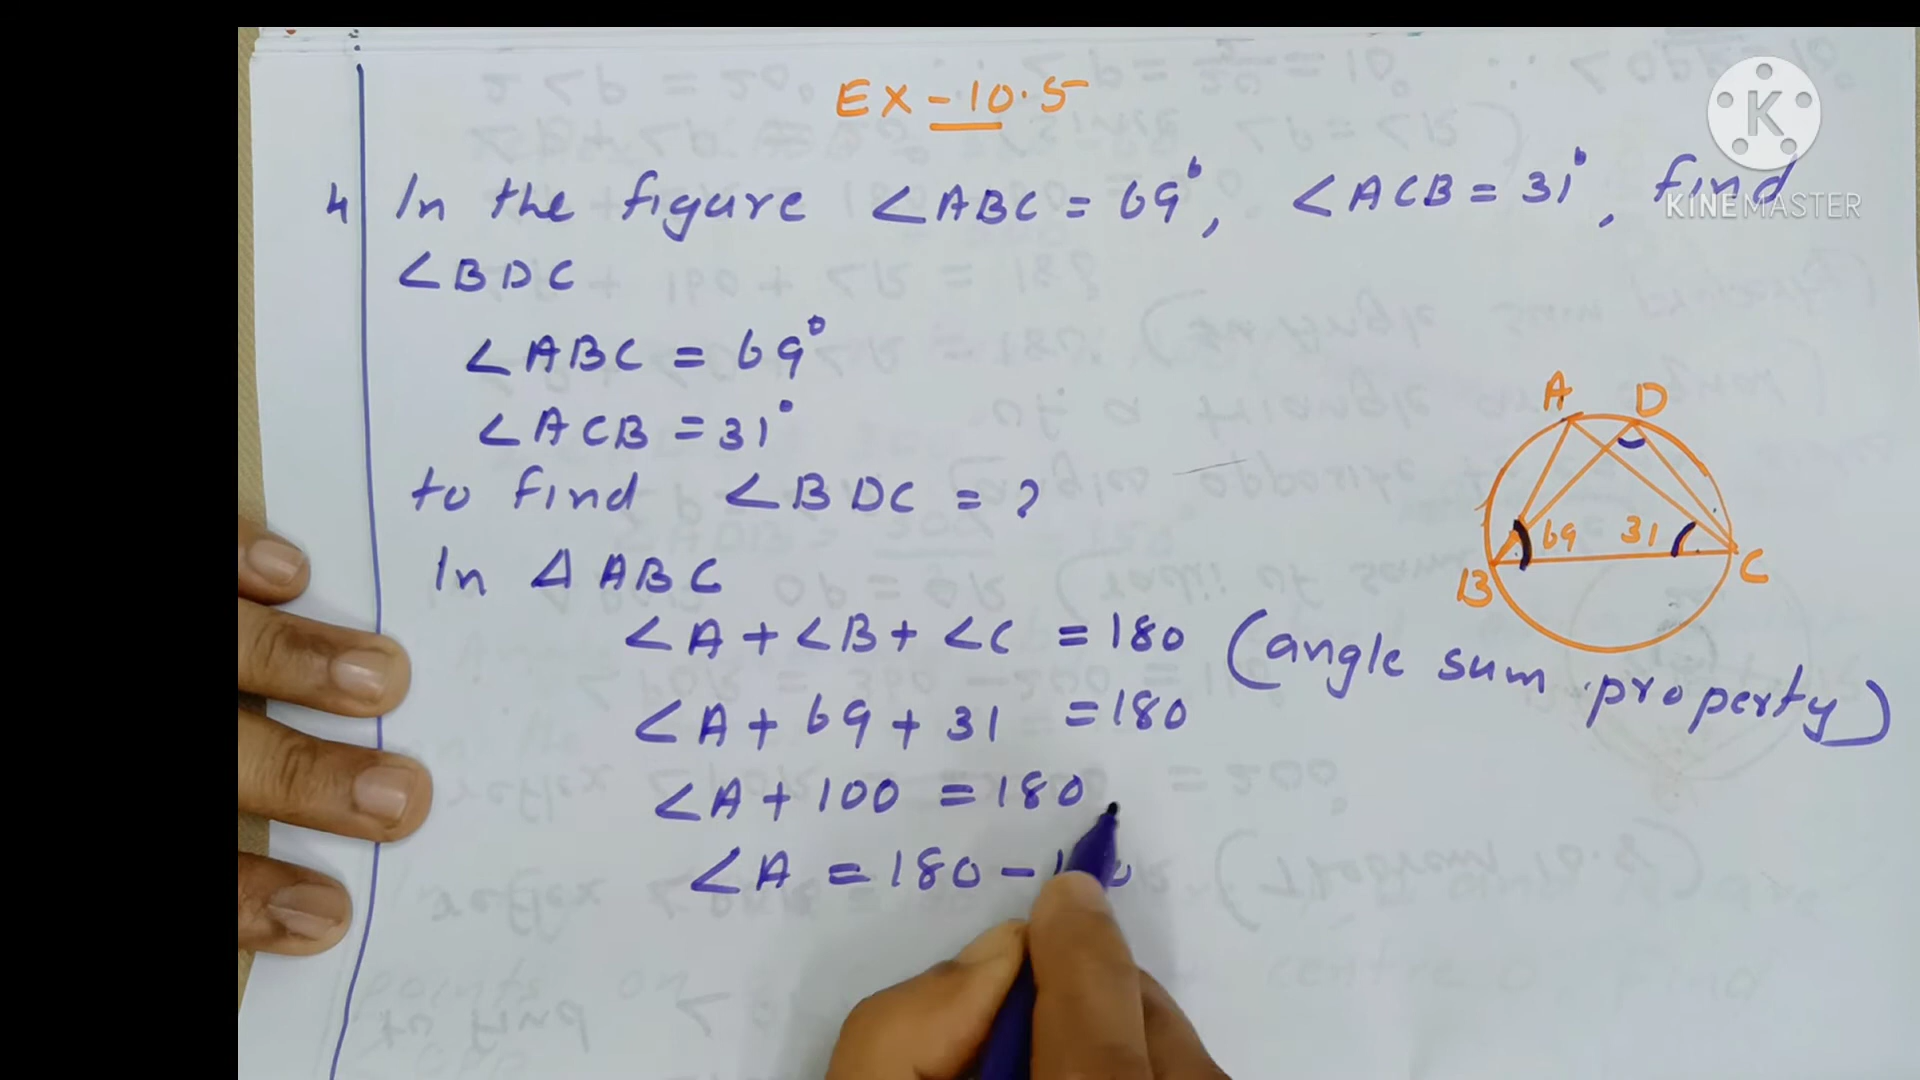 EX-10.5
K
KINEMASTER
4 In the figure ∠ABC = 69°, ∠ACB = 31°, find
∠BDC
∠ABC = 69°
∠ACB = 31°
to find ∠BDC = ?
A D
69 31
B C
In Δ ABC
∠A + ∠B + ∠C = 180 (angle sum property)
∠A + 69 + 31 = 180
∠A + 100 = 180
∠A = 180 -